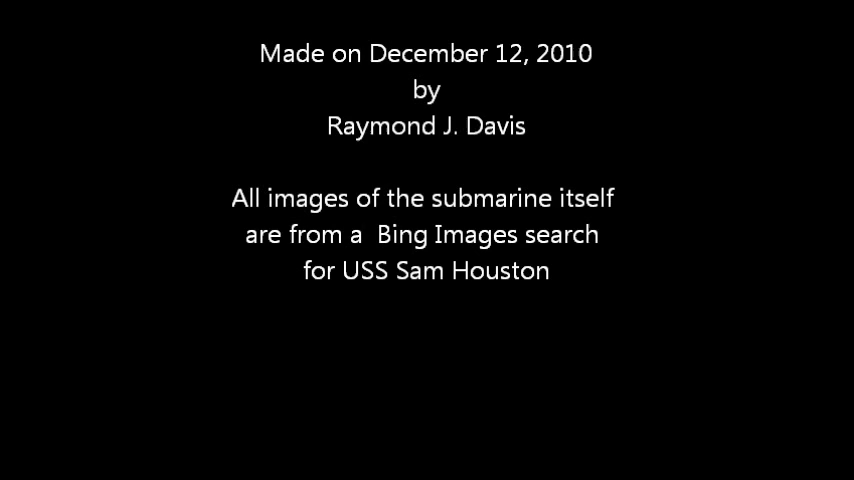 Made on December 12, 2010
by
Raymond J. Davis
All images of the submarine itself
are from a  Bing Images search
for USS Sam Houston